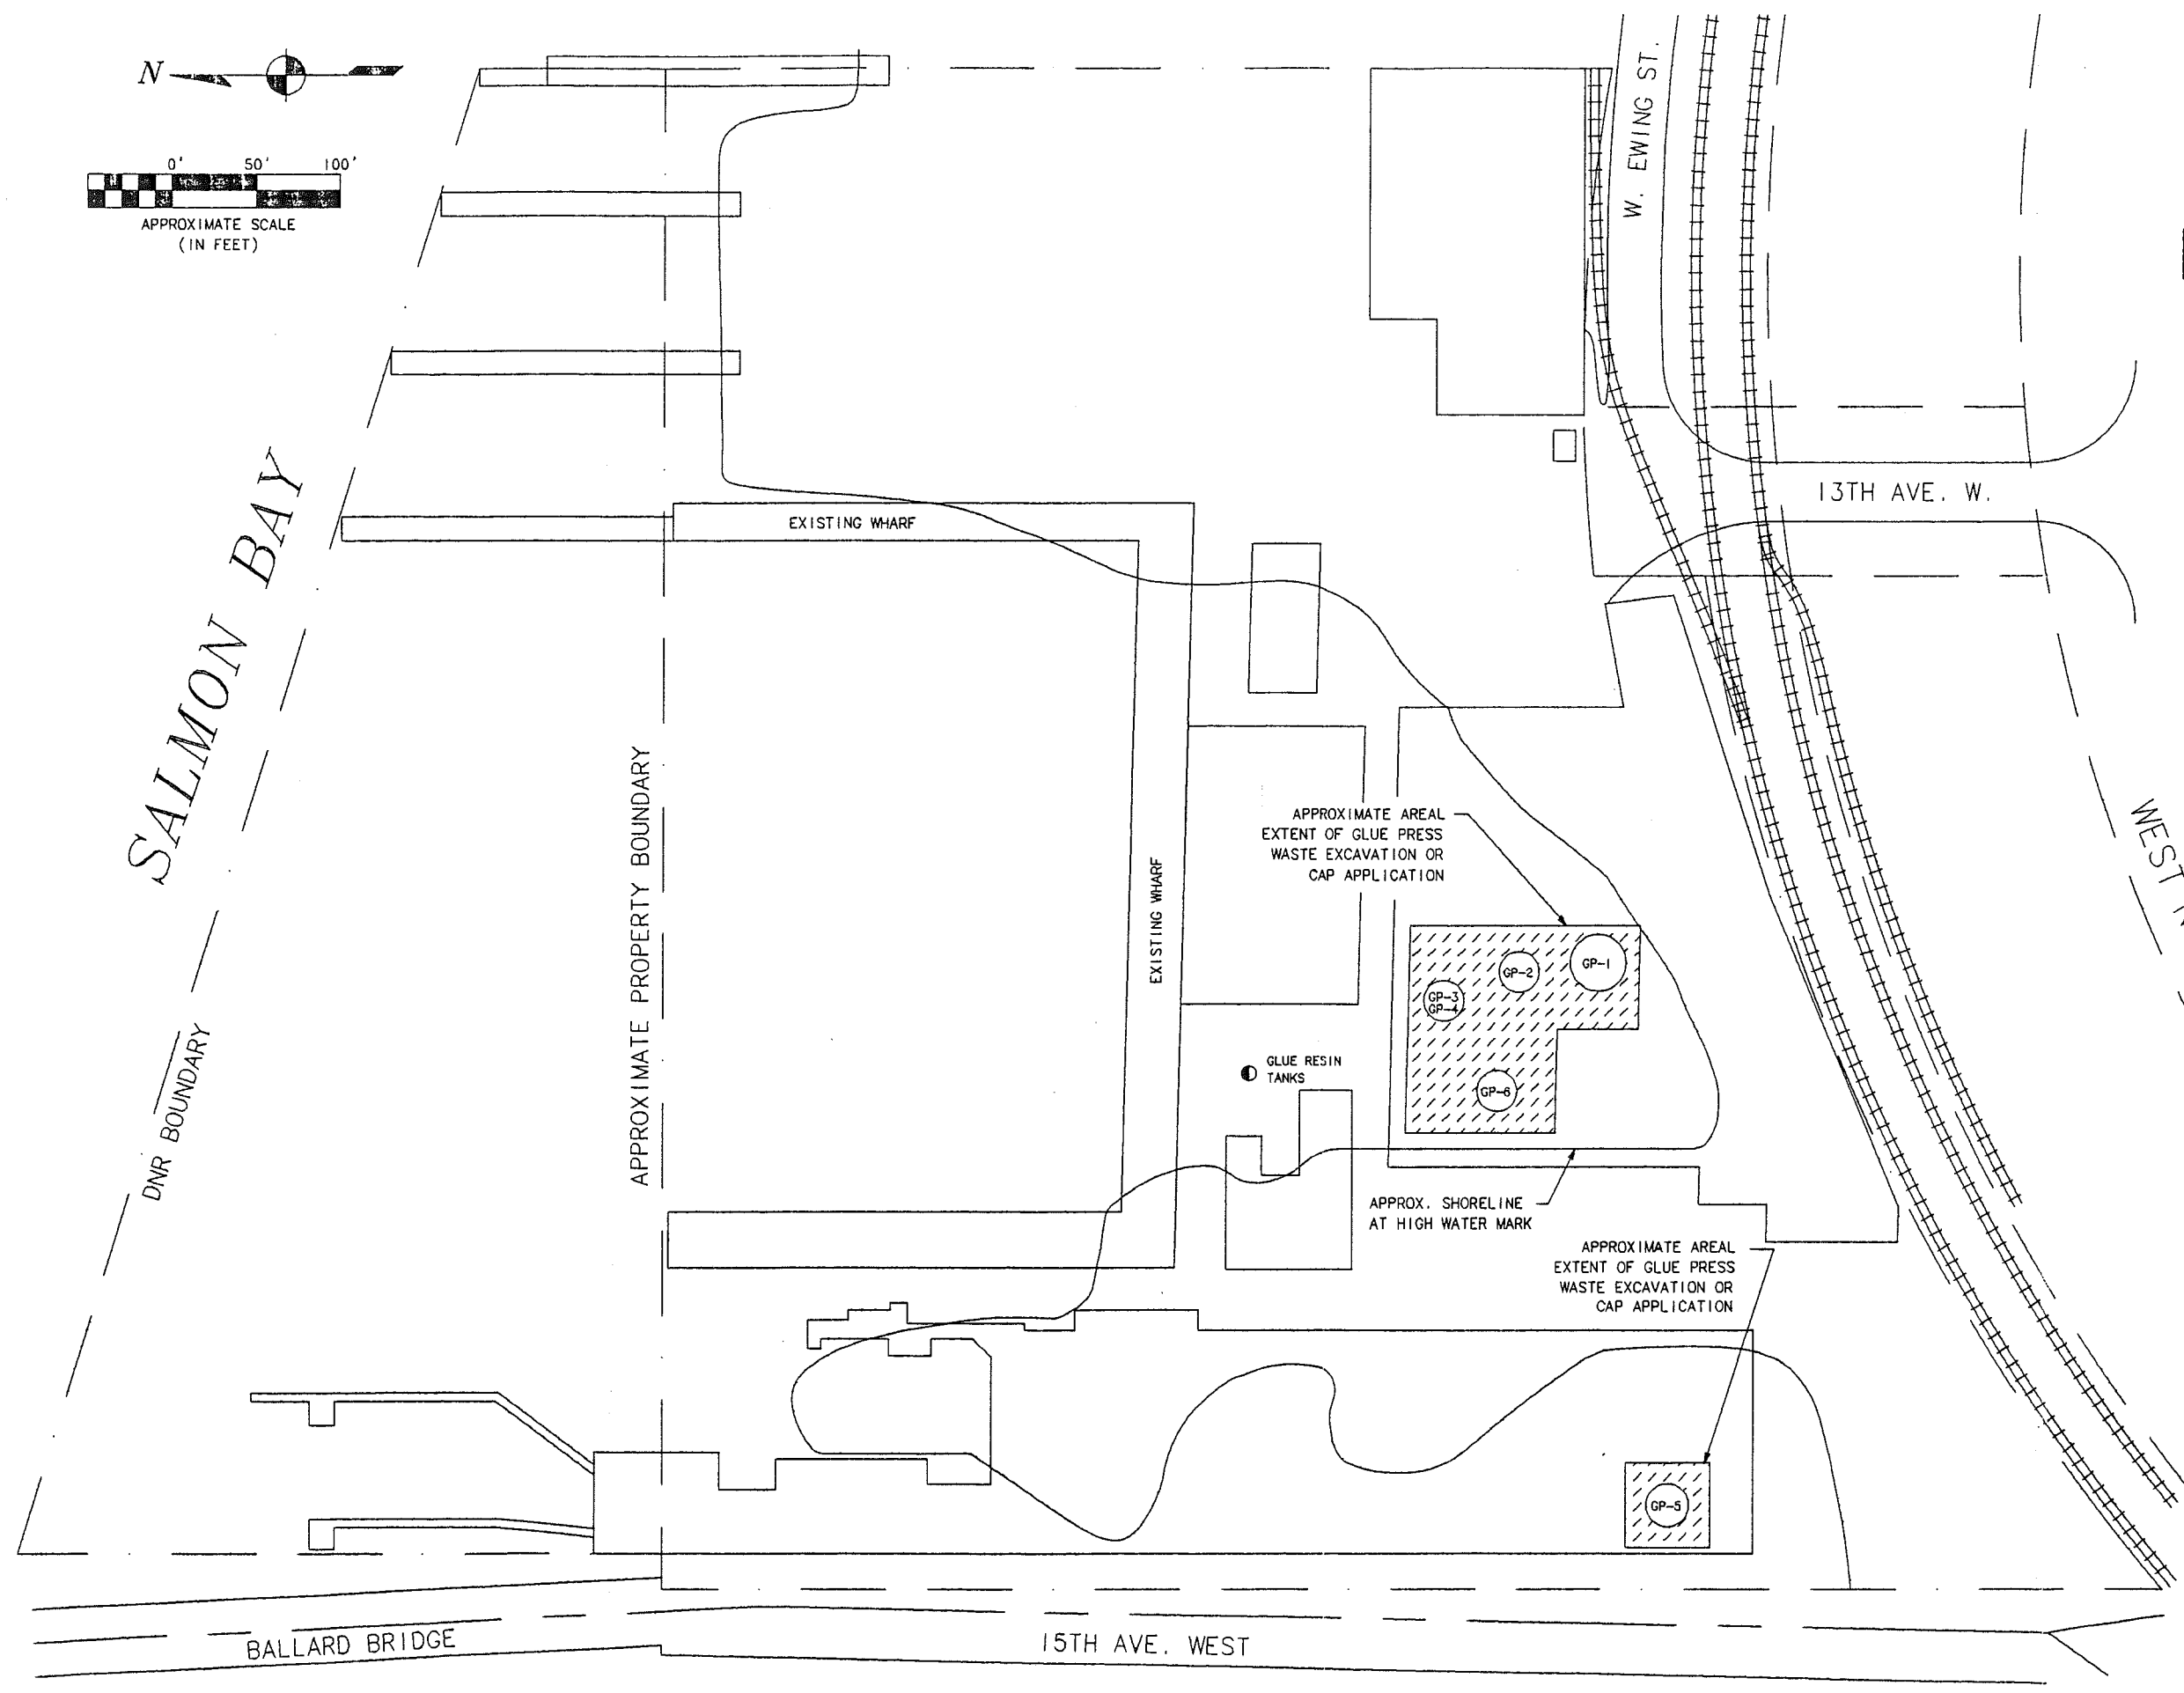 N
0' 50' 100'
APPROXIMATE SCALE
(IN FEET)
W. EWING ST.
13TH AVE. W.
EXISTING WHARF
SALMON BAY
APPROXIMATE PROPERTY BOUNDARY
EXISTING WHARF
DNR BOUNDARY
APPROXIMATE AREAL
EXTENT OF GLUE PRESS
WASTE EXCAVATION OR
CAP APPLICATION
WEST
GP-1
GP-2
GP-3
GP-4
GLUE RESIN
TANKS
GP-6
APPROX. SHORELINE
AT HIGH WATER MARK
APPROXIMATE AREAL
EXTENT OF GLUE PRESS
WASTE EXCAVATION OR
CAP APPLICATION
GP-5
BALLARD BRIDGE
15TH AVE. WEST